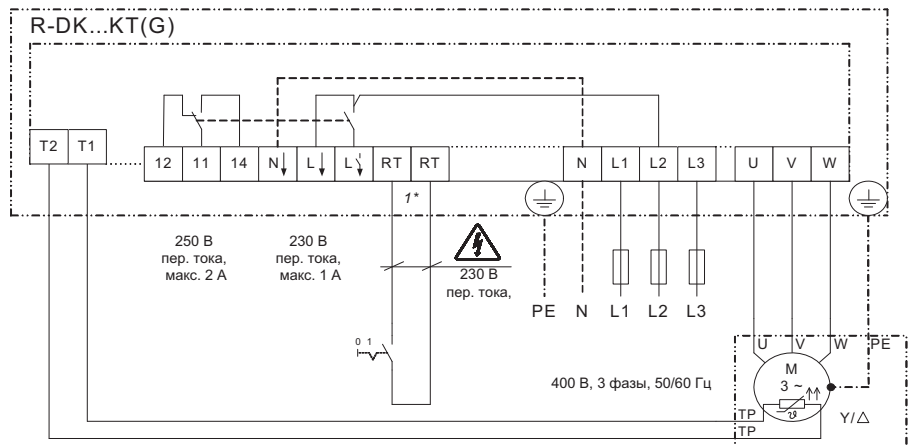 R-DK...KT(G)
T2 T1
12 11 14 N L L RT RT
N L1 L2 L3
U V W
1*
250 В
пер. тока,
макс. 2 А
230 В
пер. тока,
макс. 1 А
230 В
пер. тока,
PE N L1 L2 L3
0 1
U V W PE
400 В, 3 фазы, 50/60 Гц
M
3 ~
ϑ
TP
TP
Y/△